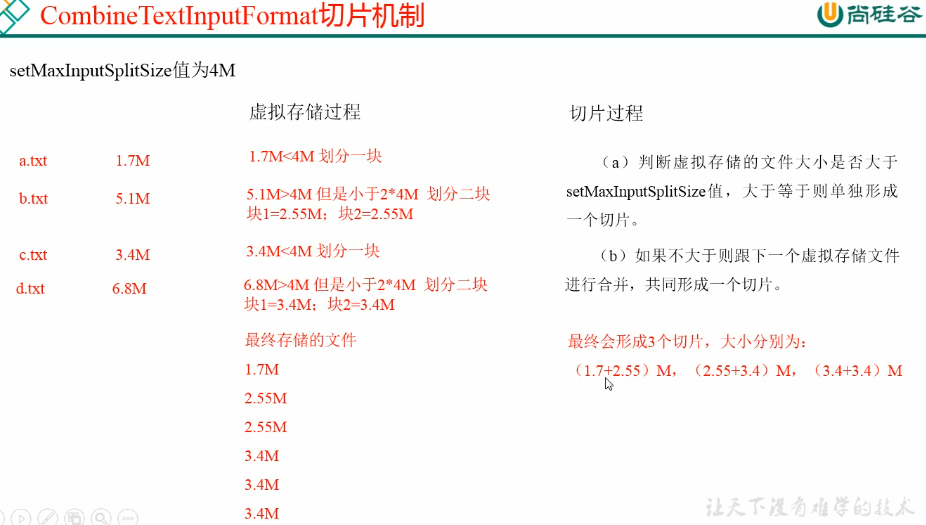 CombineTextInputFormat切片机制
尚硅谷
setMaxInputSplitSize值为4M
虚拟存储过程
切片过程
a.txt 1.7M 1.7M<4M 划分一块
b.txt 5.1M 5.1M>4M 但是小于2*4M 划分二块
块1=2.55M；块2=2.55M
c.txt 3.4M 3.4M<4M 划分一块
d.txt 6.8M 6.8M>4M 但是小于2*4M 划分二块
块1=3.4M；块2=3.4M
最终存储的文件
1.7M
2.55M
2.55M
3.4M
3.4M
3.4M
（a）判断虚拟存储的文件大小是否大于
setMaxInputSplitSize值，大于等于则单独形成
一个切片。
（b）如果不大于则跟下一个虚拟存储文件
进行合并，共同形成一个切片。
最终会形成3个切片，大小分别为：
（1.7+2.55）M，（2.55+3.4）M，（3.4+3.4）M
让天下没有难学的技术